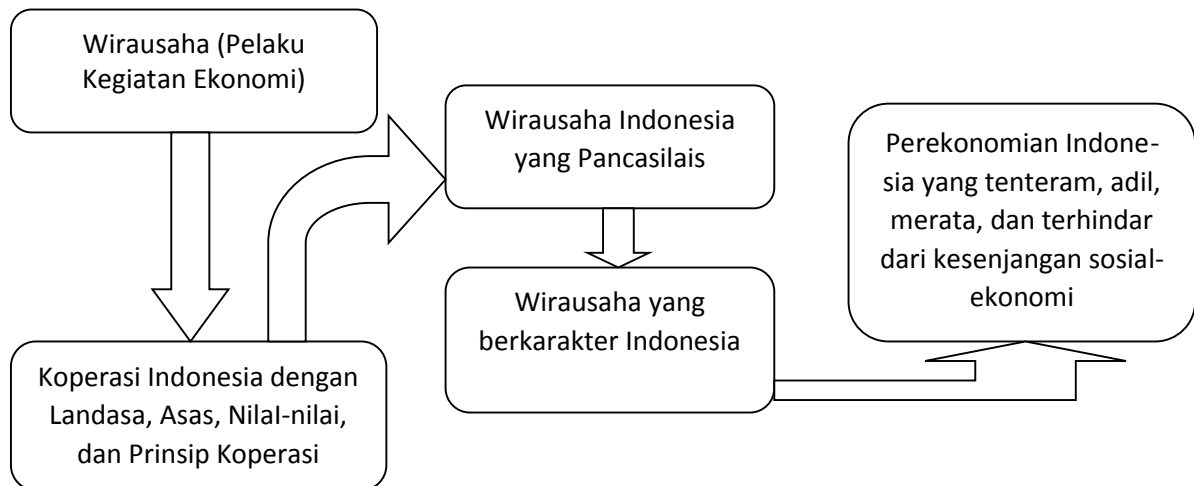 Wirausaha (Pelaku
Kegiatan Ekonomi)
Koperasi Indonesia dengan
Landasa, Asas, NilaI-nilai,
dan Prinsip Koperasi
Wirausaha Indonesia
yang Pancasilais
Wirausaha yang
berkarakter Indonesia
Perekonomian Indone-
sia yang tenteram, adil,
merata, dan terhindar
dari kesenjangan sosial-
ekonomi